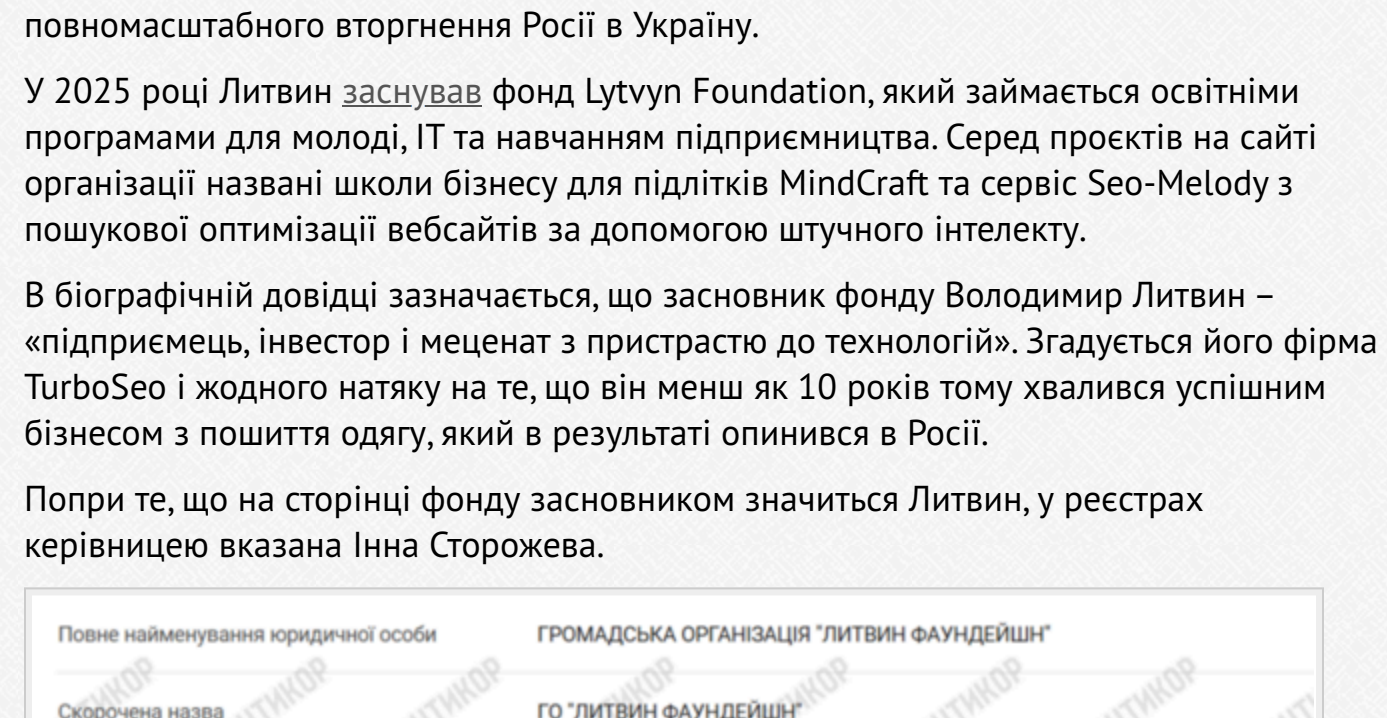 повномасштабного вторгнення Росії в Україну.
У 2025 році Литвин заснував фонд Lytvyn Foundation, який займається освітніми
програмами для молоді, ІТ та навчанням підприємництва. Серед проєктів на сайті
організації названі школи бізнесу для підлітків MindCraft та сервіс Seo-Melody з
пошукової оптимізації вебсайтів за допомогою штучного інтелекту.
В біографічній довідці зазначається, що засновник фонду Володимир Литвин –
«підприємець, інвестор і меценат з пристрастю до технологій». Згадується його фірма
TurboSeo і жодного натяку на те, що він менш як 10 років тому хвалився успішним
бізнесом з пошиття одягу, який в результаті опинився в Росії.
Попри те, що на сторінці фонду засновником значиться Литвин, у реєстрах
керівницею вказана Інна Сторожева.
Повне найменування юридичної особи ГРОМАДСЬКА ОРГАНІЗАЦІЯ "ЛИТВИН ФАУНДЕЙШН"
Скорочена назва ГО "ЛИТВИН ФАУНДЕЙШН"